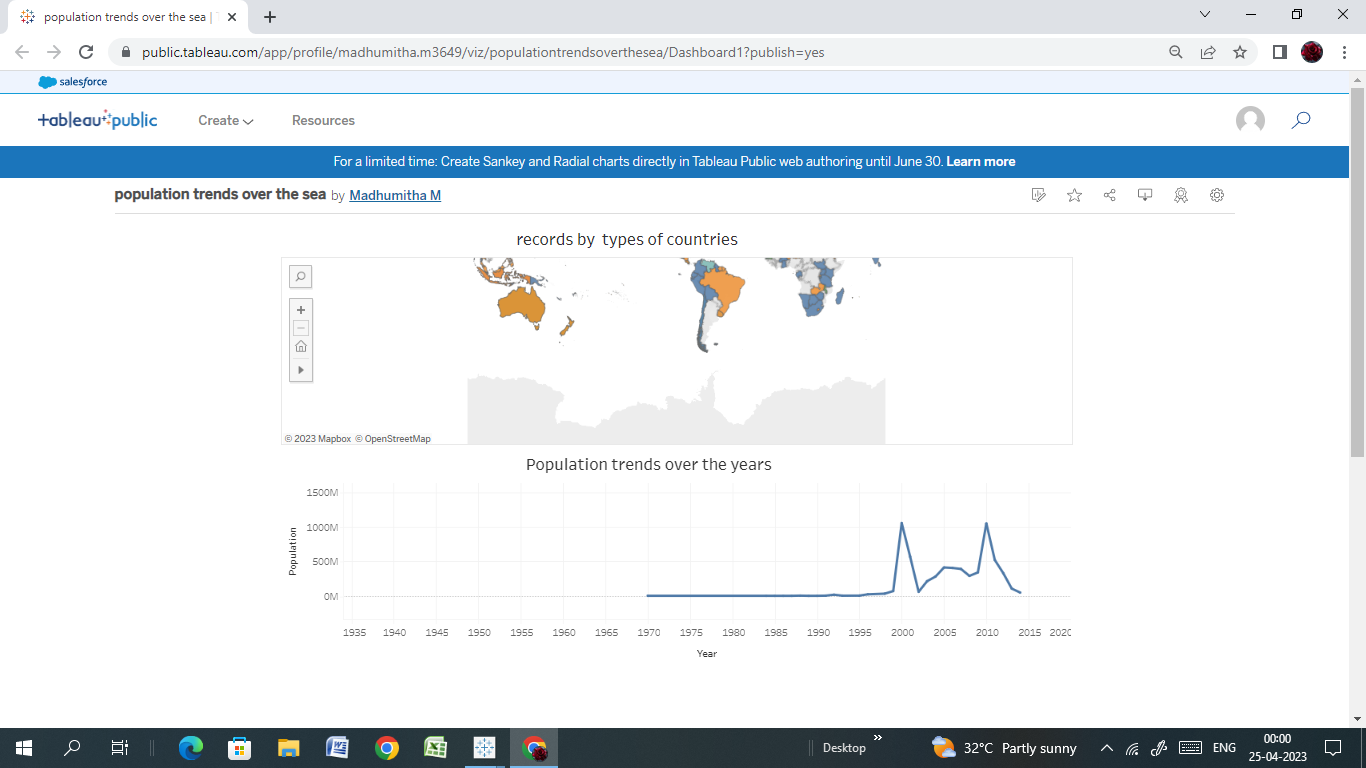 population trends over the sea |
public.tableau.com/app/profile/madhumitha.m3649/viz/populationtrendsoverthesea/Dashboard1?publish=yes
salesforce
+ableau public Create Resources
For a limited time: Create Sankey and Radial charts directly in Tableau Public web authoring until June 30. Learn more
population trends over the sea by Madhumitha M
records by types of countries
© 2023 Mapbox © OpenStreetMap
Population trends over the years
1500M
1000M
500M
0M
Population
1935 1940 1945 1950 1955 1960 1965 1970 1975 1980 1985 1990 1995 2000 2005 2010 2015 2020
Year
Desktop
32°C Partly sunny
ENG
00:00
25-04-2023